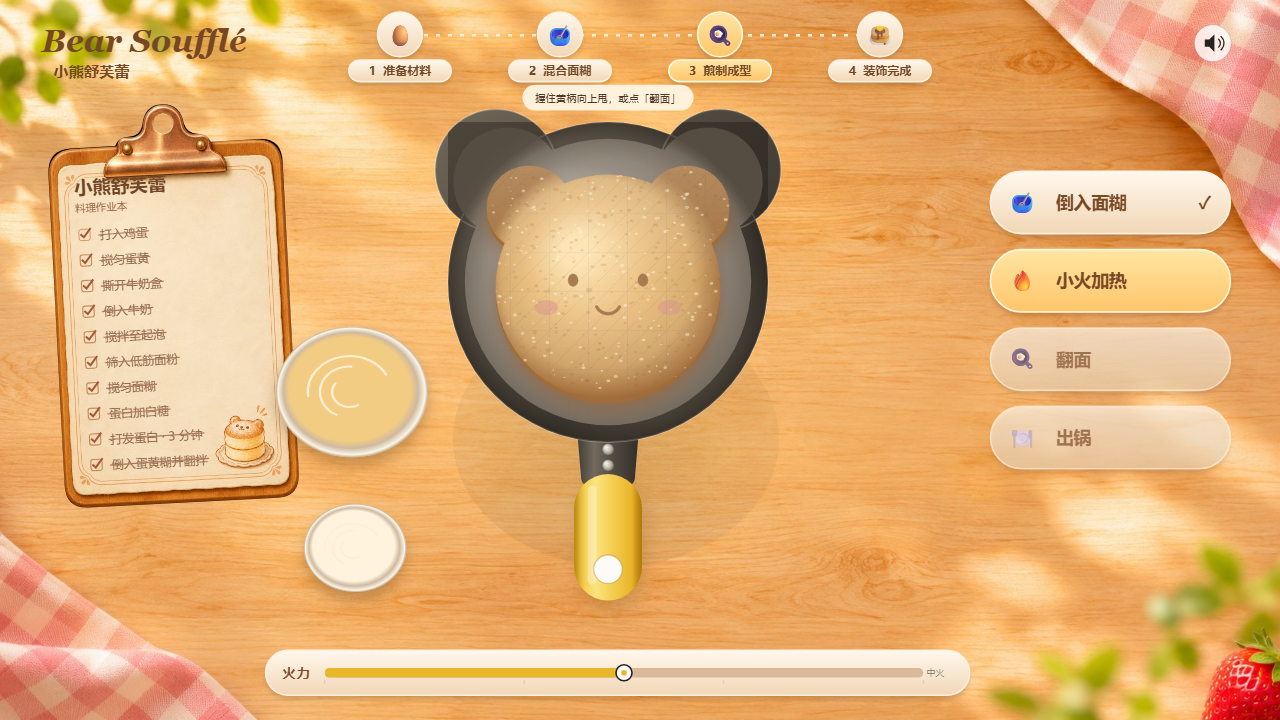 Bear Soufflé
小熊舒芙蕾
1 准备材料
2 混合面糊
3 煎制成型
4 装饰完成
握住黄柄向上甩，或点「翻面」
小熊舒芙蕾
料理作业本
打入鸡蛋
搅匀蛋黄
撕开牛奶盒
倒入牛奶
搅拌至起泡
筛入低筋面粉
搅匀面糊
蛋白加白糖
打发蛋白 · 3 分钟
倒入蛋黄糊并翻拌
倒入面糊 ✓
小火加热
翻面
出锅
火力
中火